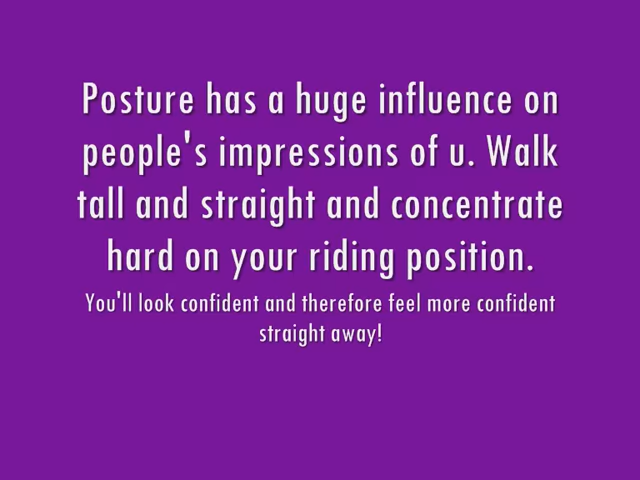 Posture has a huge influence on
people's impressions of u. Walk
tall and straight and concentrate
hard on your riding position.
You'll look confident and therefore feel more confident
straight away!